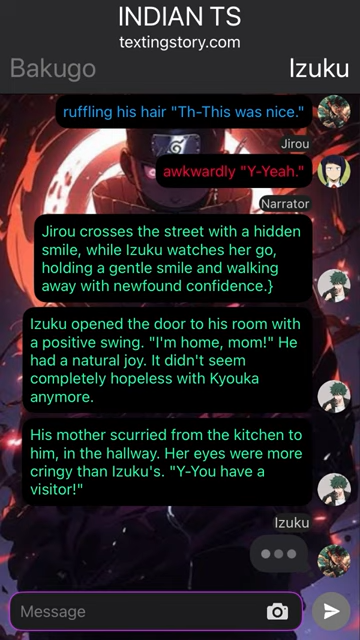 INDIAN TS
textingstory.com
Bakugo
Izuku
ruffling his hair "Th-This was nice."
Jirou
awkwardly "Y-Yeah."
Narrator
Jirou crosses the street with a hidden
smile, while Izuku watches her go,
holding a gentle smile and walking
away with newfound confidence.}
Izuku opened the door to his room with
a positive swing. "I'm home, mom!" He
had a natural joy. It didn't seem
completely hopeless with Kyouka
anymore.
His mother scurried from the kitchen to
him, in the hallway. Her eyes were more
cringy than Izuku's. "Y-You have a
visitor!"
Izuku
Message